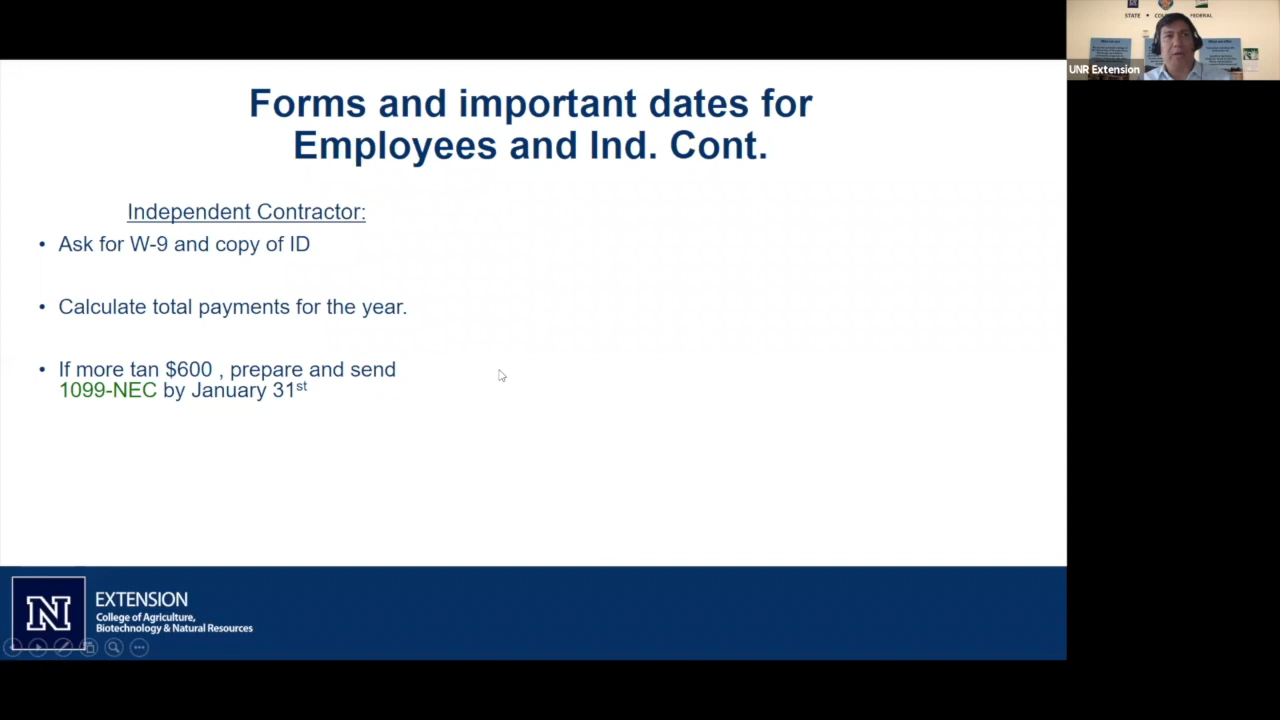 STATE
FEDERAL
UNR Extension
Forms and important dates for
Employees and Ind. Cont.
Independent Contractor:
• Ask for W-9 and copy of ID
• Calculate total payments for the year.
• If more tan $600 , prepare and send
1099-NEC by January 31st
N
EXTENSION
College of Agriculture,
Biotechnology & Natural Resources